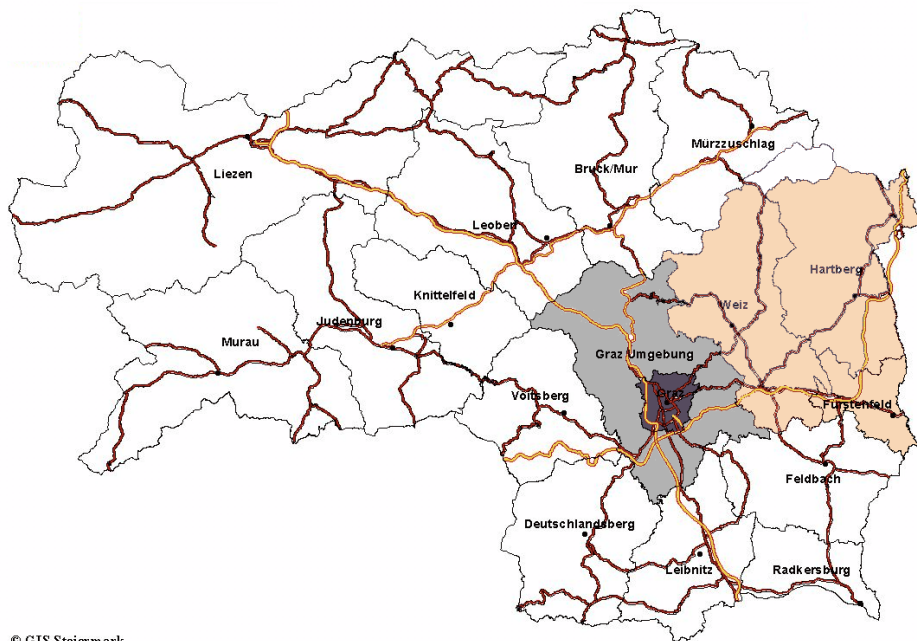 Mürzzuschlag
Bruck/Mur
Liezen
Leoben
Hartberg
Knittelfeld
Weiz
Judenburg
Murau
Graz Umgebung
Graz
Voitsberg
Fürstenfeld
Feldbach
Deutschlandsberg
Leibnitz
Radkersburg
© GIS Steiermark